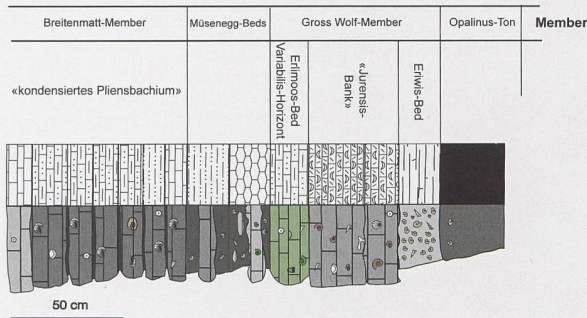 Breitenmatt-Member Müsenegg-Beds Gross Wolf-Member Opalinus-Ton Member
«kondensiertes Pliensbachium»
Erlimoos-Bed
Variabilis-Horizont
«Jurensis-
Bank»
Eriwis-Bed
50 cm